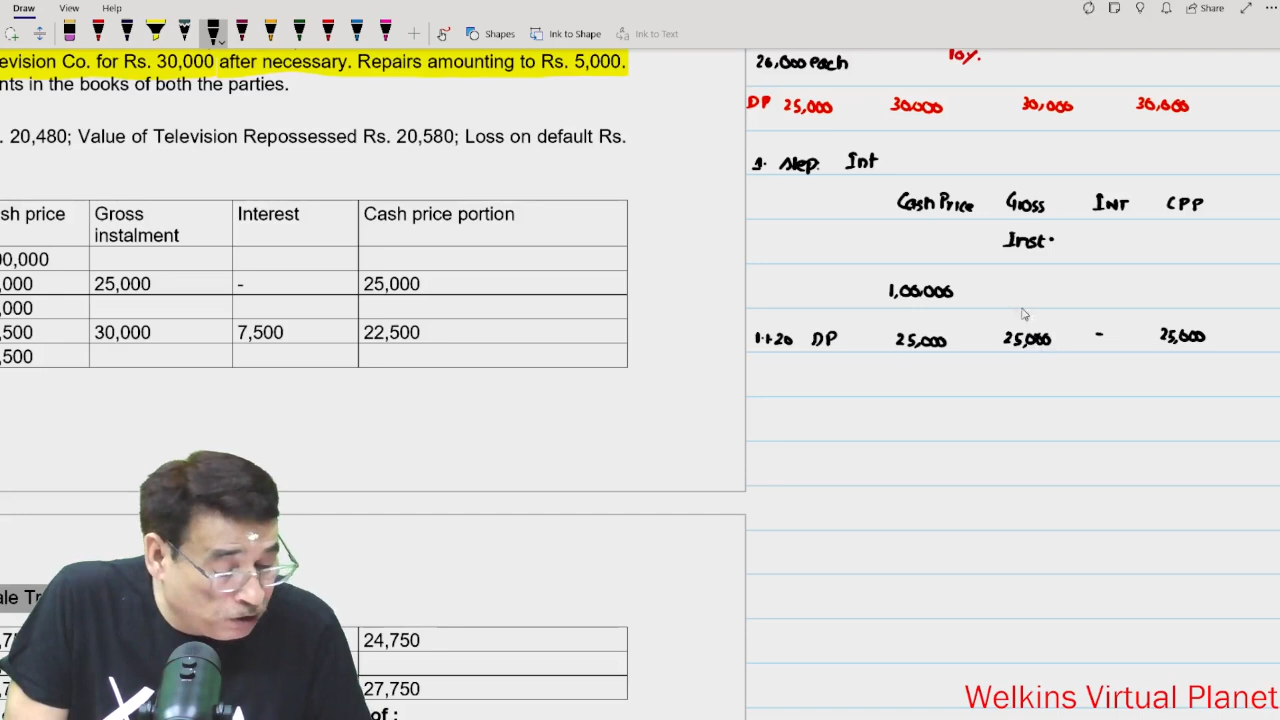 Draw View Help
Share
Shapes Ink to Shape Ink to Text
evision Co. for Rs. 30,000 after necessary. Repairs amounting to Rs. 5,000.
nts in the books of both the parties.
. 20,480; Value of Television Repossessed Rs. 20,580; Loss on default Rs.
sh price Gross instalment Interest Cash price portion
00,000
,000 25,000 - 25,000
,000
,500 30,000 7,500 22,500
,500
ale Tr
24,750
27,750
of :
20,000 each 10%.
DP 25,000 30000 30,000 30,000
1. Step. Int
Cash Price Gross INT CPP
Inst.
1,00,000
1.1.20 DP 25,000 25,000 - 25,000
Welkins Virtual Planet